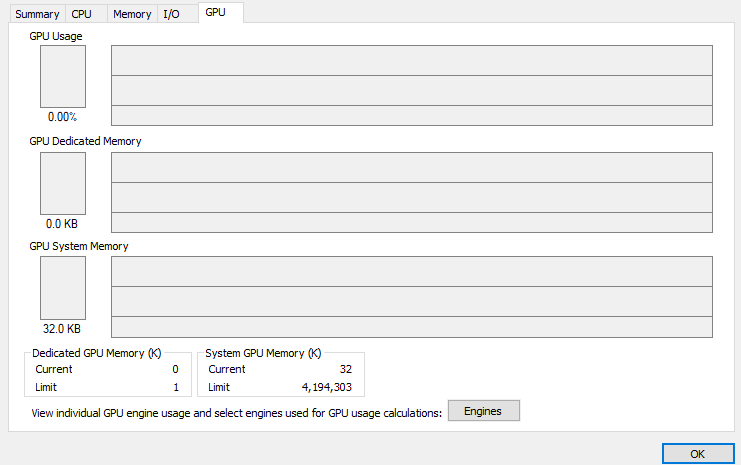 Summary CPU Memory I/O GPU
GPU Usage
0.00%
GPU Dedicated Memory
0.0 KB
GPU System Memory
32.0 KB
Dedicated GPU Memory (K) System GPU Memory (K)
Current 0 Current 32
Limit 1 Limit 4,194,303
View individual GPU engine usage and select engines used for GPU usage calculations: Engines
OK